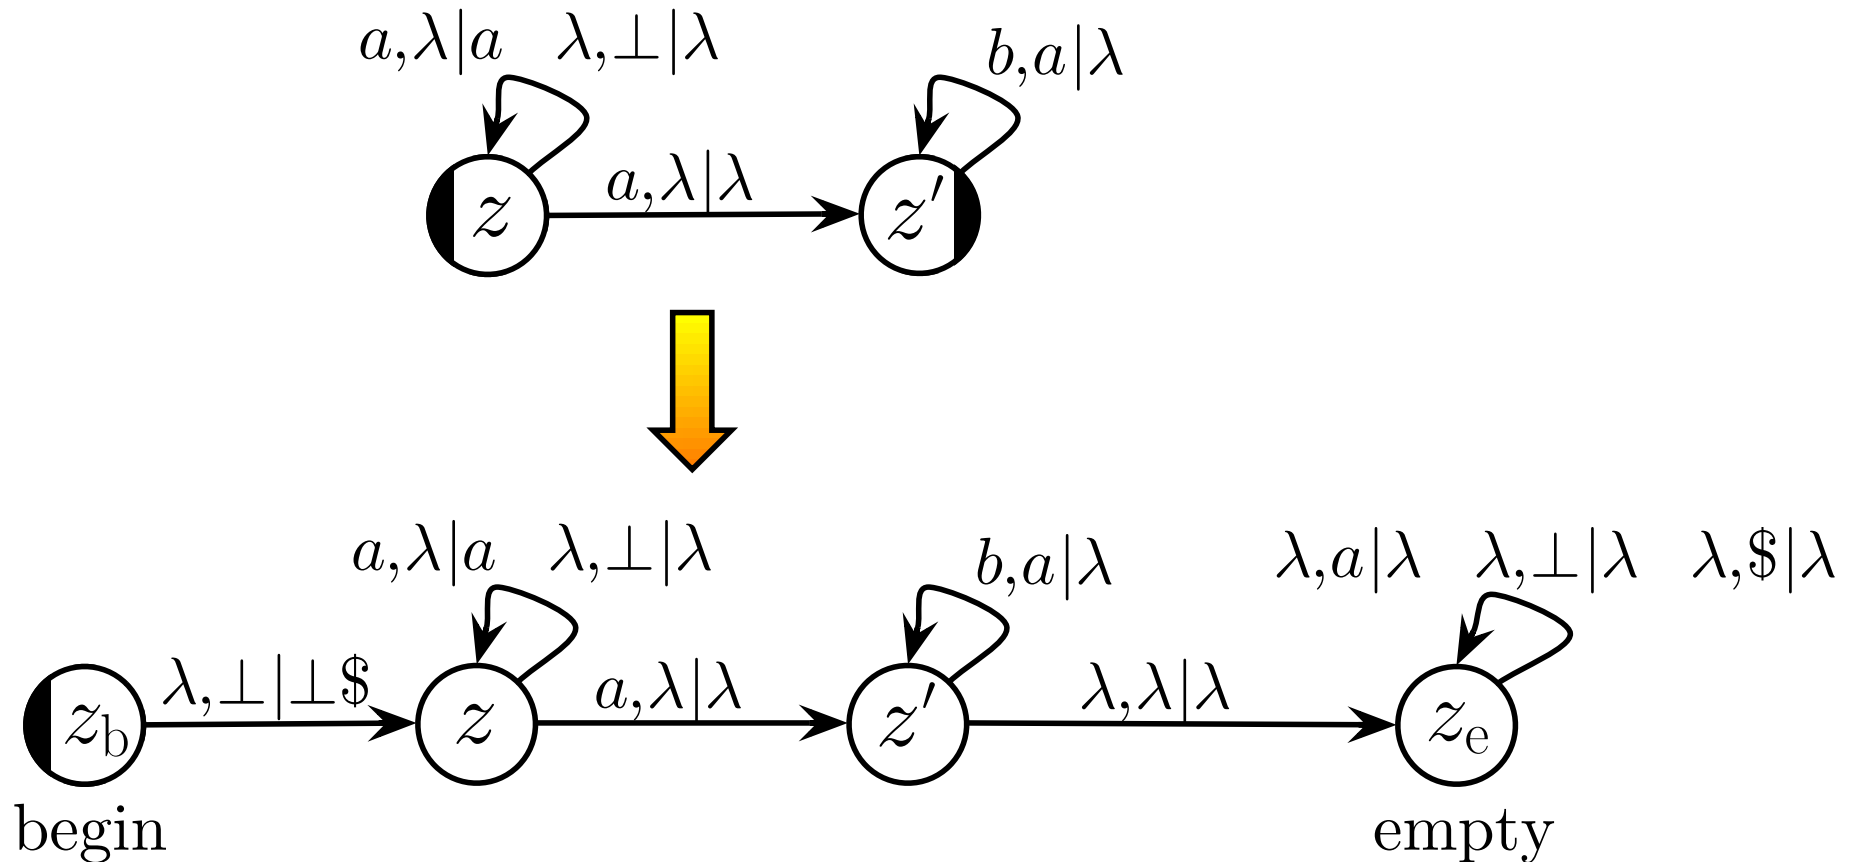 a,λ|a λ,⊥|λ b,a|λ
z a,λ|λ z′
a,λ|a λ,⊥|λ b,a|λ λ,a|λ λ,⊥|λ λ,$|λ
z_b λ,⊥|⊥$ z a,λ|λ z′ λ,λ|λ z_e
begin empty